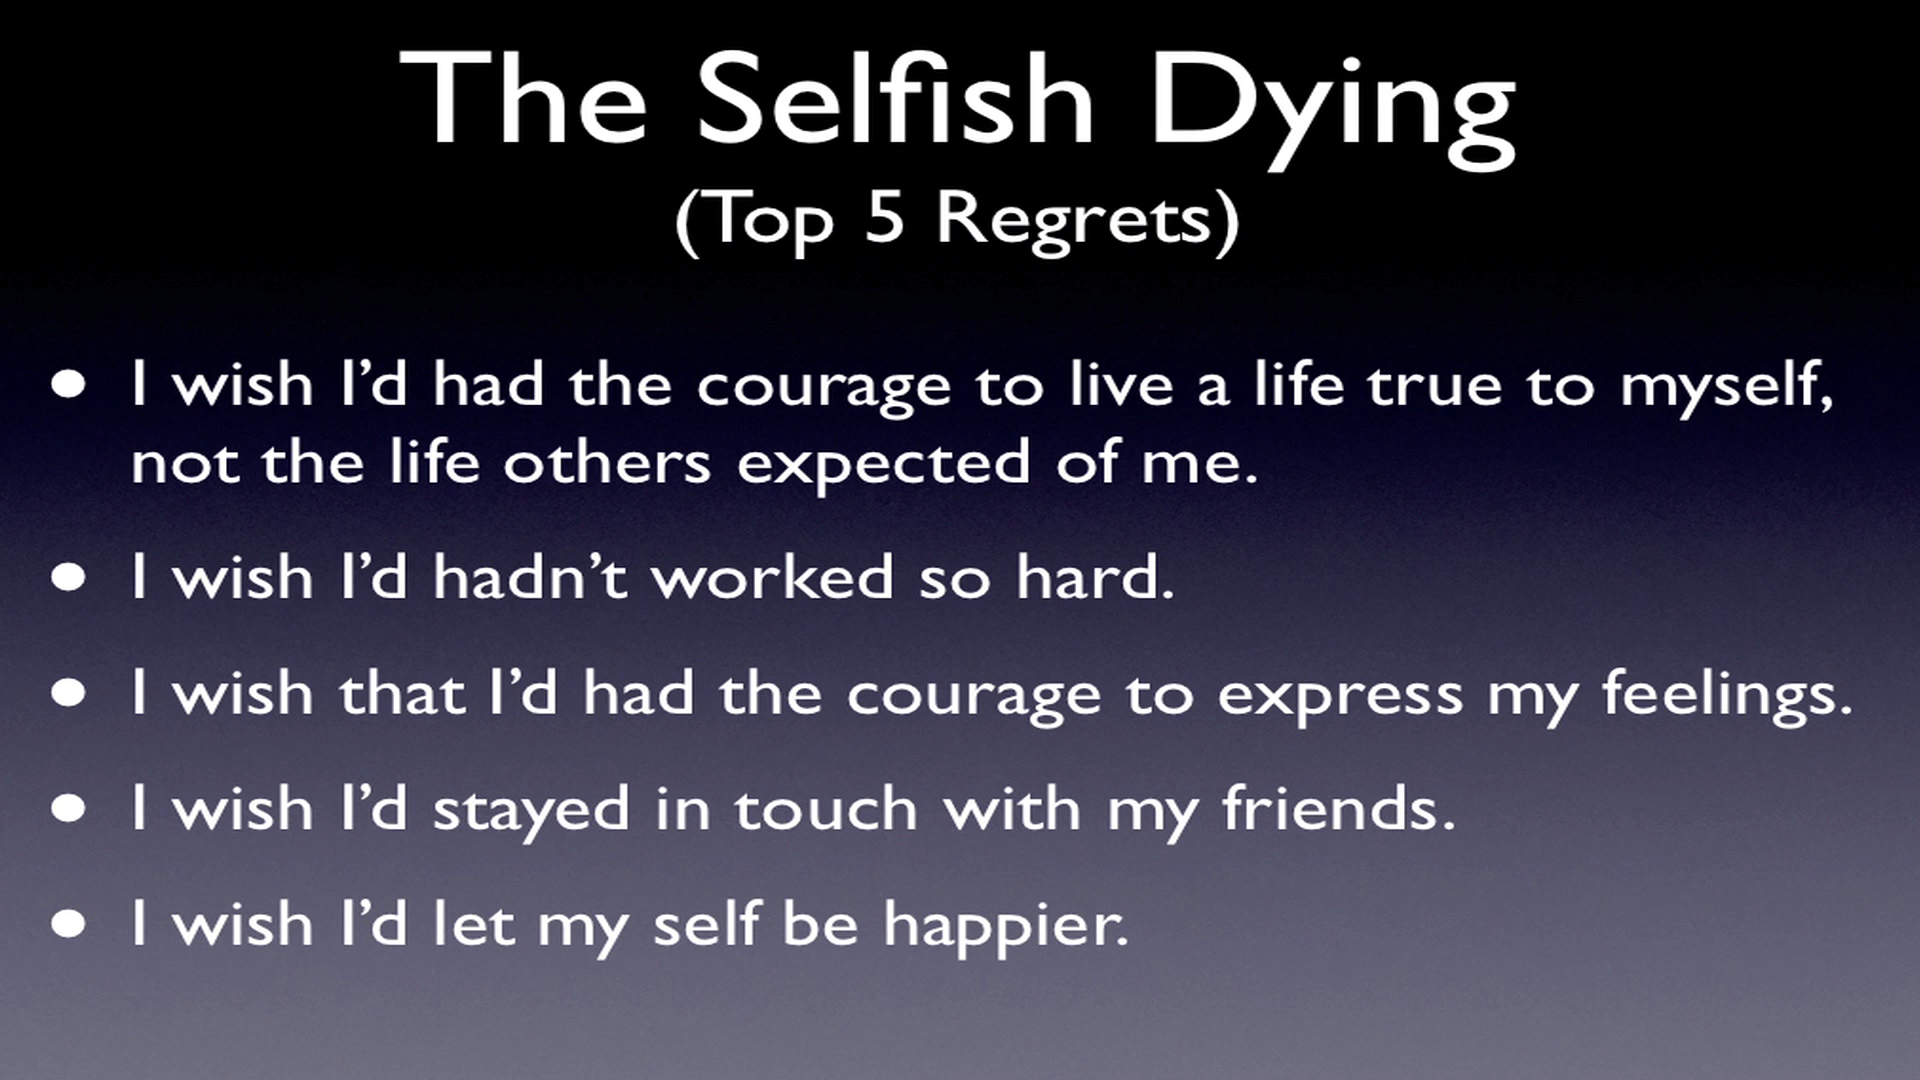 The Selfish Dying
(Top 5 Regrets)
• I wish I’d had the courage to live a life true to myself,
not the life others expected of me.
• I wish I’d hadn’t worked so hard.
• I wish that I’d had the courage to express my feelings.
• I wish I’d stayed in touch with my friends.
• I wish I’d let my self be happier.